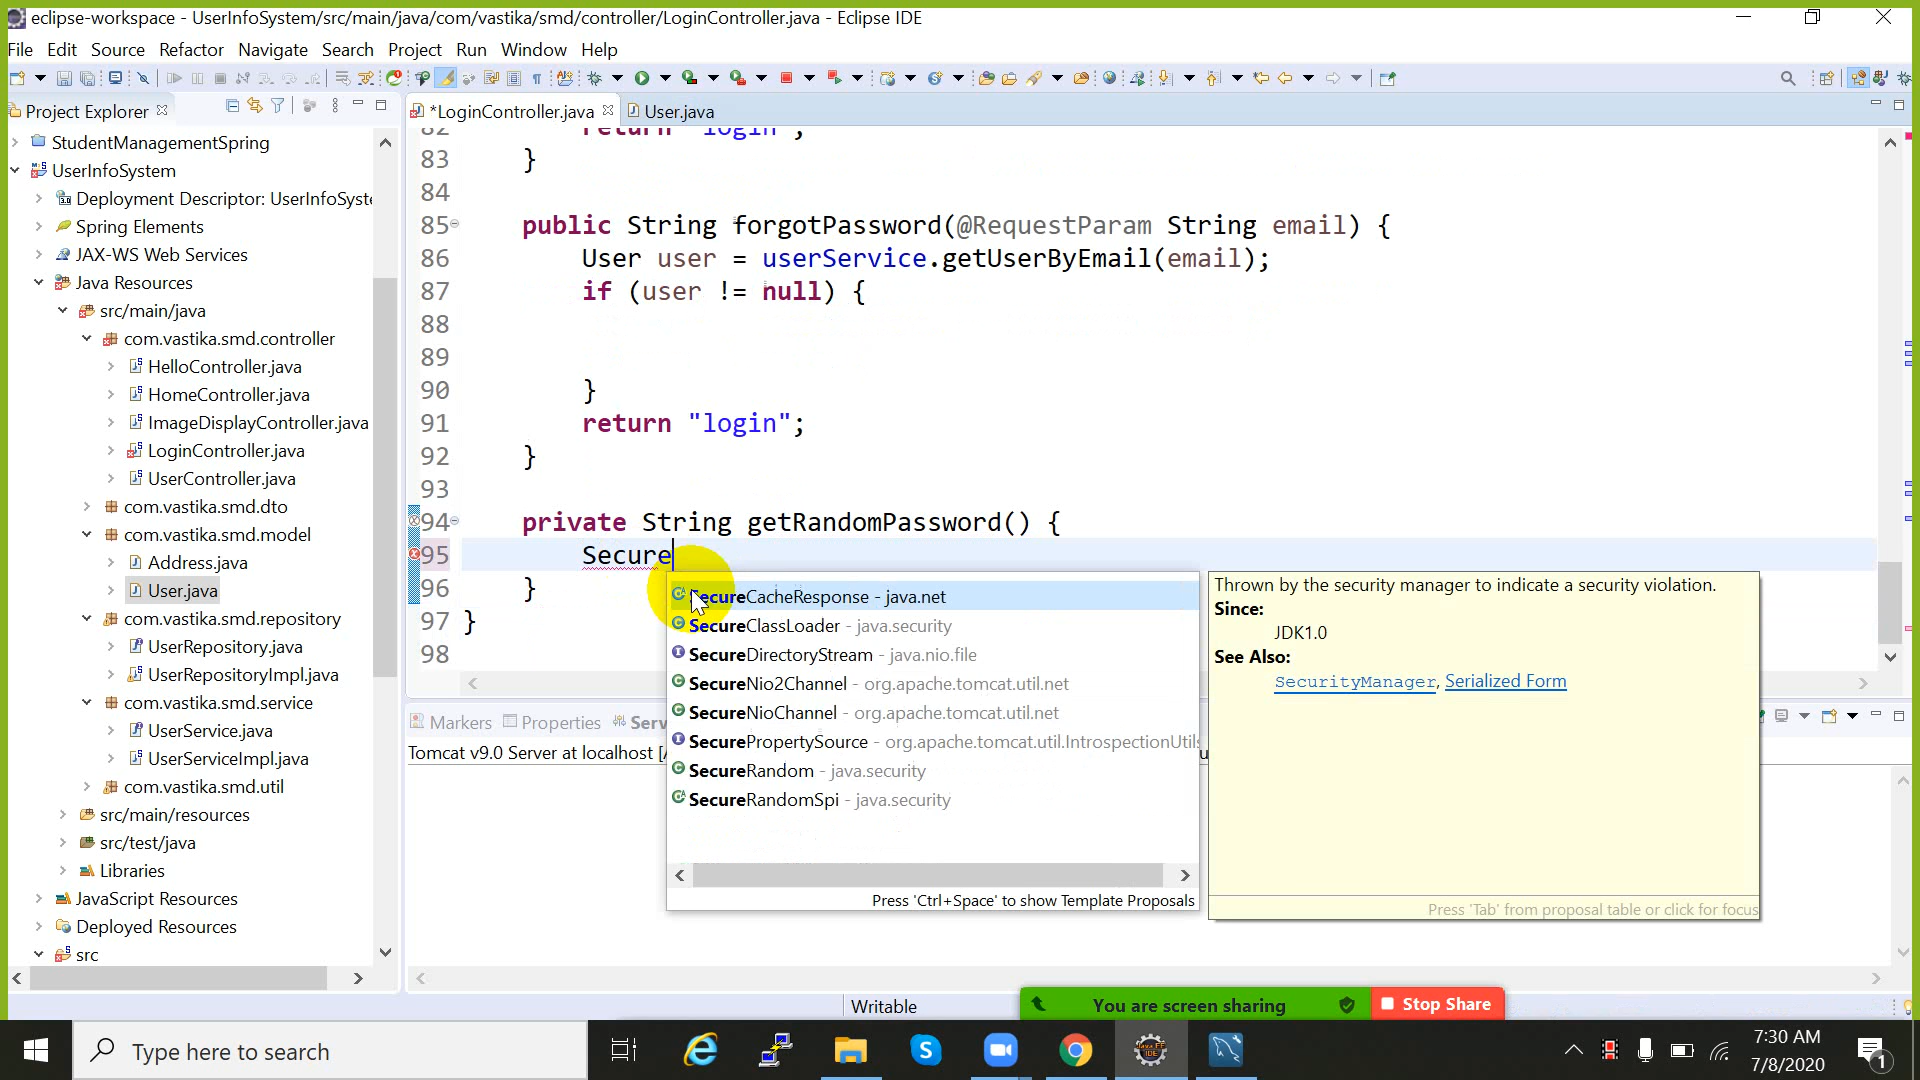 eclipse-workspace - UserInfoSystem/src/main/java/com/vastika/smd/controller/LoginController.java - Eclipse IDE
File Edit Source Refactor Navigate Search Project Run Window Help
Project Explorer
*LoginController.java
User.java
StudentManagementSpring
UserInfoSystem
Deployment Descriptor: UserInfoSyste
Spring Elements
JAX-WS Web Services
Java Resources
src/main/java
com.vastika.smd.controller
HelloController.java
HomeController.java
ImageDisplayController.java
LoginController.java
UserController.java
com.vastika.smd.dto
com.vastika.smd.model
Address.java
User.java
com.vastika.smd.repository
UserRepository.java
UserRepositoryImpl.java
com.vastika.smd.service
UserService.java
UserServiceImpl.java
com.vastika.smd.util
src/main/resources
src/test/java
Libraries
JavaScript Resources
Deployed Resources
src
82 return "login";
83 }
84
85 public String forgotPassword(@RequestParam String email) {
86 User user = userService.getUserByEmail(email);
87 if (user != null) {
88
89
90 }
91 return "login";
92 }
93
94 private String getRandomPassword() {
95 Secure
96 }
97 }
98
SecureCacheResponse - java.net
SecureClassLoader - java.security
SecureDirectoryStream - java.nio.file
SecureNio2Channel - org.apache.tomcat.util.net
SecureNioChannel - org.apache.tomcat.util.net
SecurePropertySource - org.apache.tomcat.util.IntrospectionUtils
SecureRandom - java.security
SecureRandomSpi - java.security
Press 'Ctrl+Space' to show Template Proposals
Thrown by the security manager to indicate a security violation.
Since:
JDK1.0
See Also:
SecurityManager, Serialized Form
Press 'Tab' from proposal table or click for focus
Markers
Properties
Serv
Tomcat v9.0 Server at localhost [
Writable
You are screen sharing
Stop Share
Type here to search
7:30 AM
7/8/2020
1